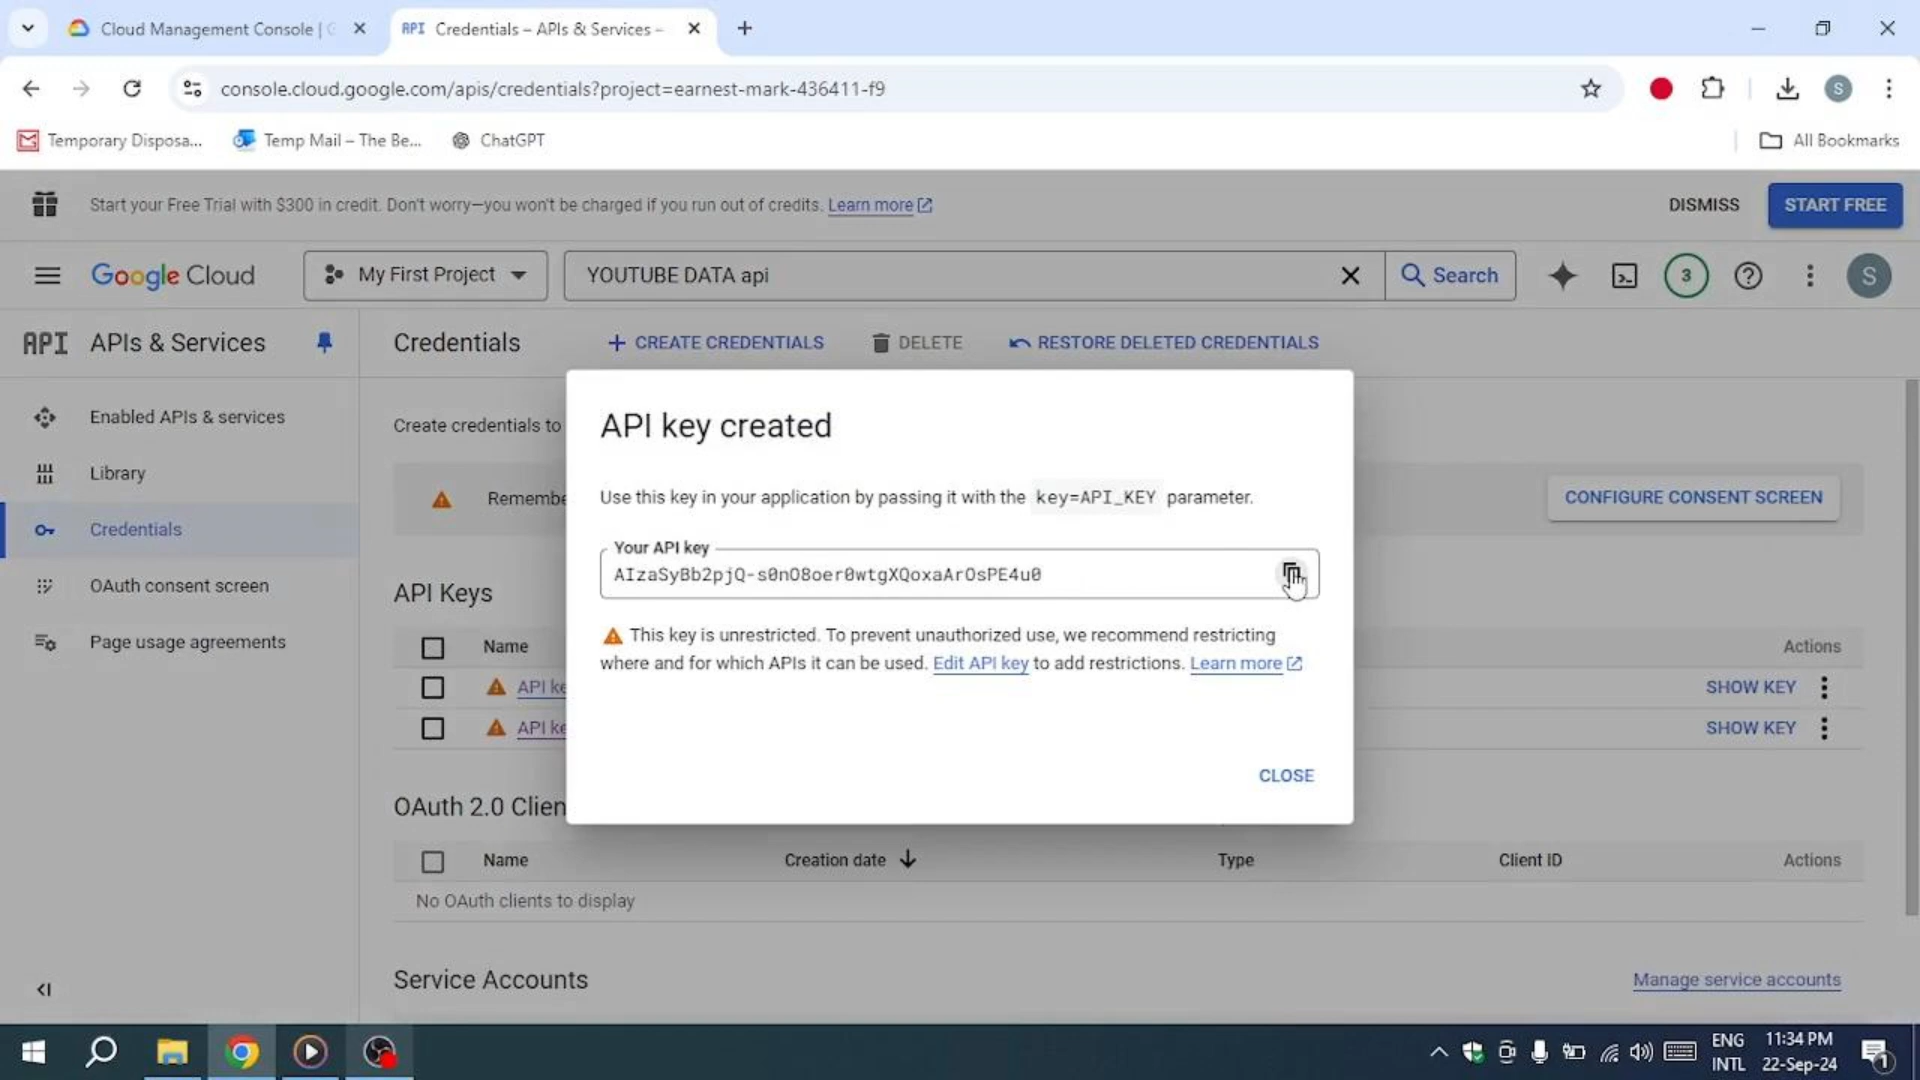 Cloud Management Console | G
Credentials – APIs & Services –
console.cloud.google.com/apis/credentials?project=earnest-mark-436411-f9
Temporary Disposa...
Temp Mail – The Be...
ChatGPT
All Bookmarks
Start your Free Trial with $300 in credit. Don't worry—you won't be charged if you run out of credits. Learn more
DISMISS
START FREE
Google Cloud
My First Project
YOUTUBE DATA api
Search
3
S
API APIs & Services
Credentials
+ CREATE CREDENTIALS
DELETE
RESTORE DELETED CREDENTIALS
Enabled APIs & services
Library
Credentials
OAuth consent screen
Page usage agreements
Create credentials to
Remembe
CONFIGURE CONSENT SCREEN
API key created
Use this key in your application by passing it with the key=API_KEY parameter.
Your API key
AIzaSyBb2pjQ-s0nO8oer0wtgXQoxaArOsPE4u0
This key is unrestricted. To prevent unauthorized use, we recommend restricting
where and for which APIs it can be used. Edit API key to add restrictions. Learn more
CLOSE
API Keys
Name
Actions
API ke
SHOW KEY
API ke
SHOW KEY
OAuth 2.0 Clien
Name
Creation date
Type
Client ID
Actions
No OAuth clients to display
Service Accounts
Manage service accounts
ENG
INTL
11:34 PM
22-Sep-24
1